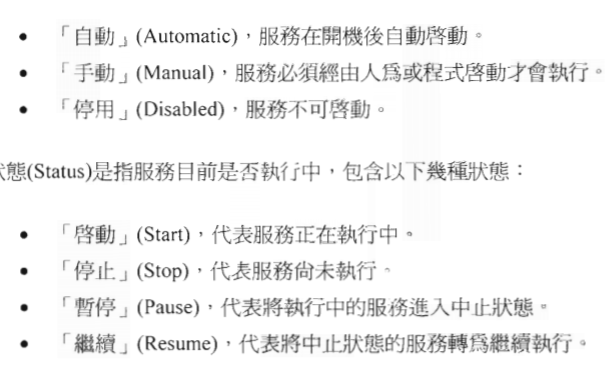 • 「自動」(Automatic)，服務在開機後自動啓動。
• 「手動」(Manual)，服務必須經由人爲或程式啓動才會執行。
• 「停用」(Disabled)，服務不可啓動。
態(Status)是指服務目前是否執行中，包含以下幾種狀態：
• 「啓動」(Start)，代表服務正在執行中。
• 「停止」(Stop)，代表服務尚未執行。
• 「暫停」(Pause)，代表將執行中的服務進入中止狀態。
• 「繼續」(Resume)，代表將中止狀態的服務轉爲繼續執行。